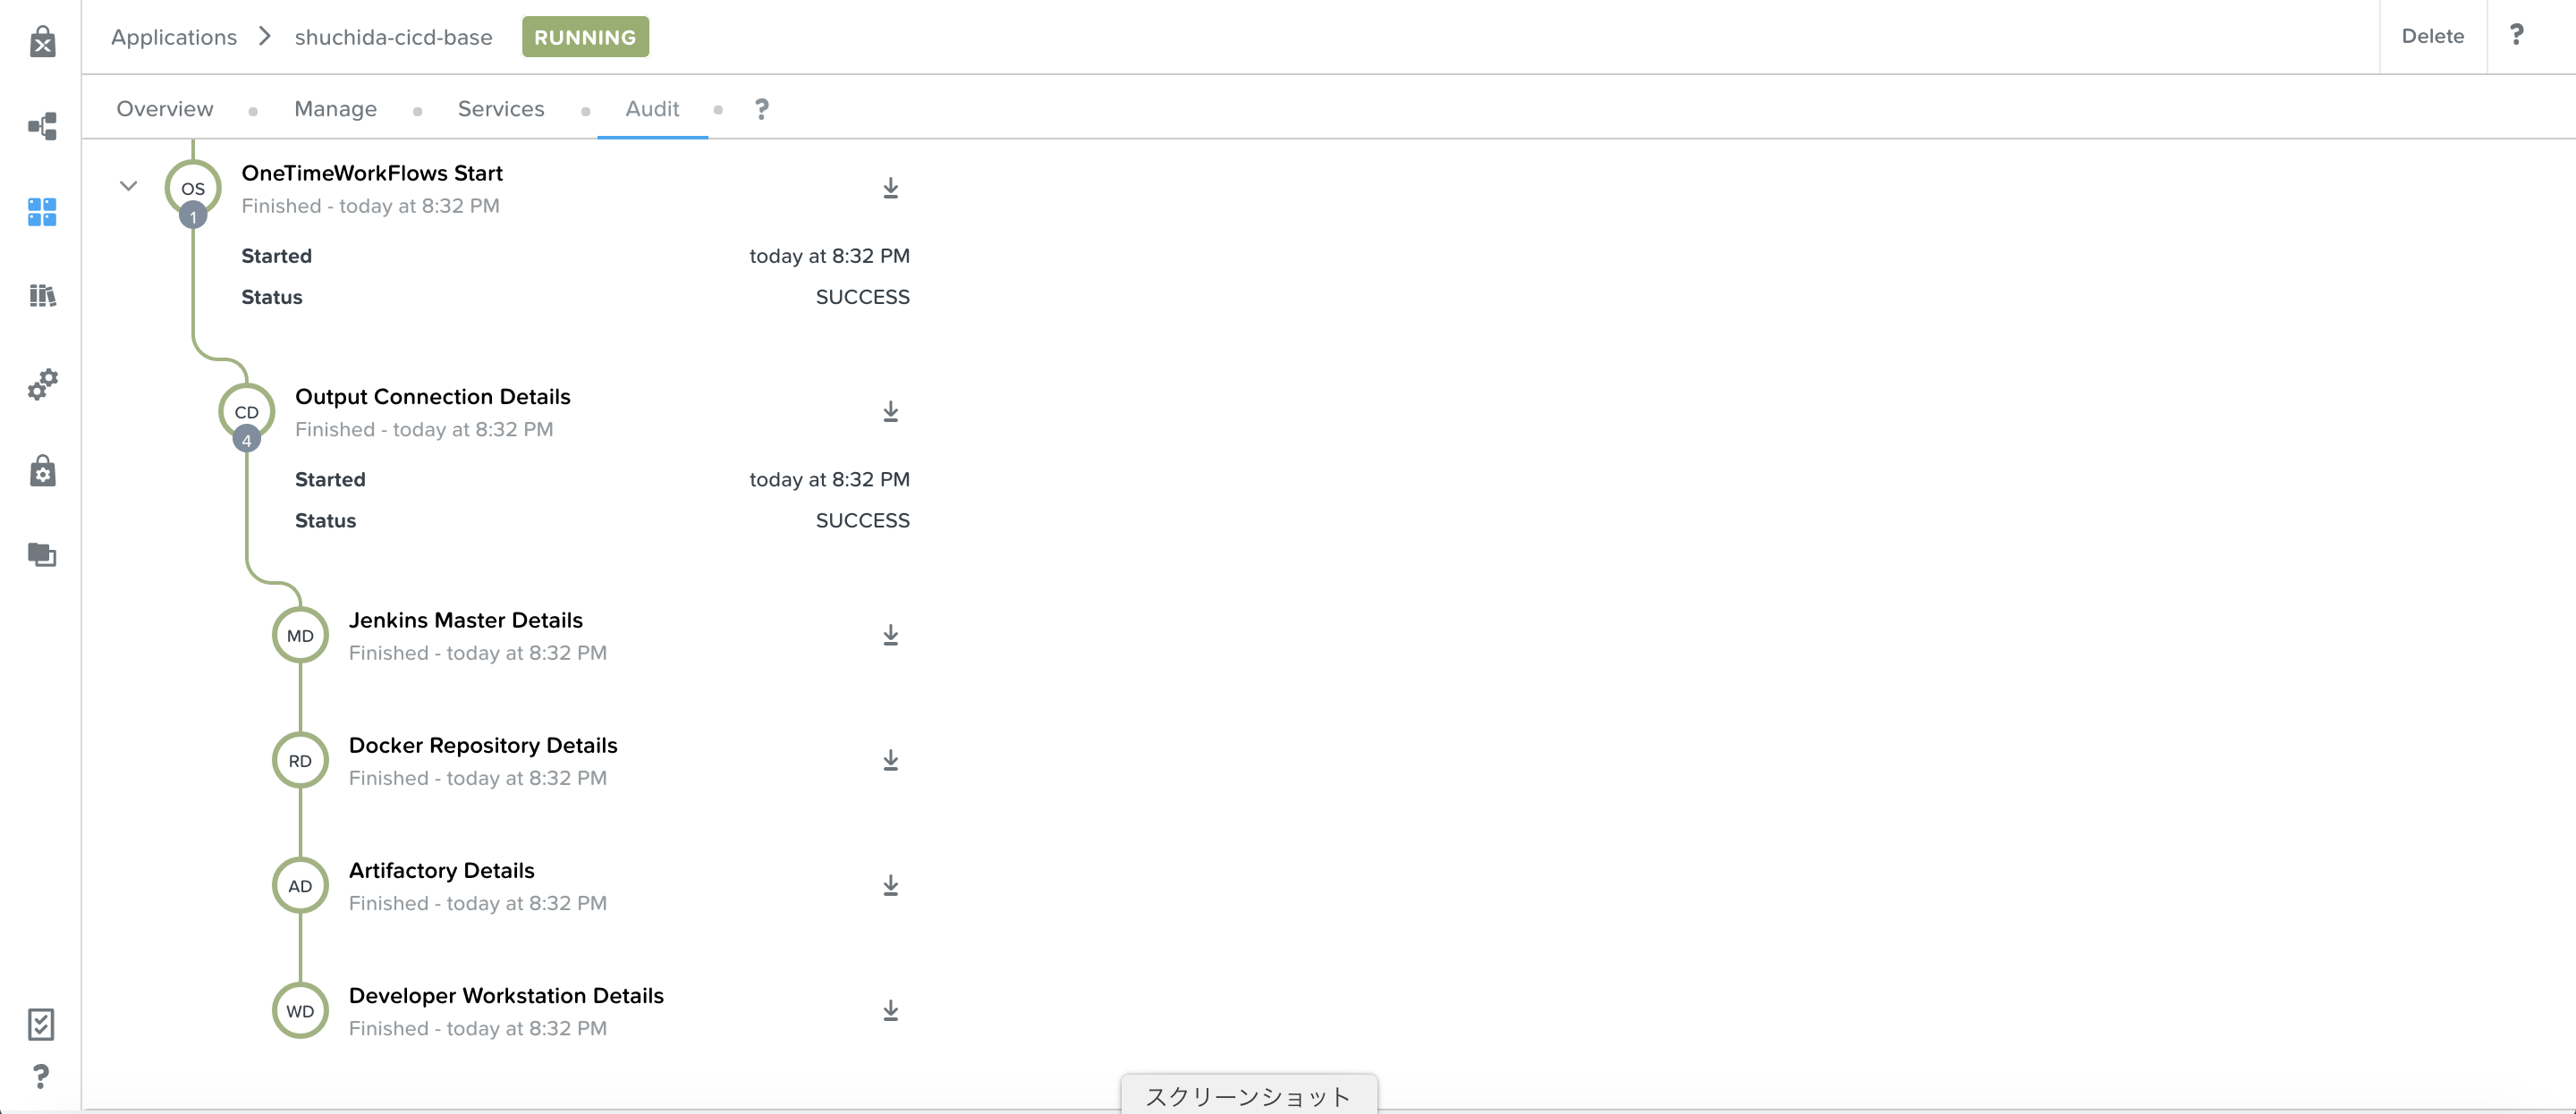 Applications > shuchida-cicd-base RUNNING Delete ?
Overview Manage Services Audit ?
OS
1
OneTimeWorkFlows Start
Finished - today at 8:32 PM
Started today at 8:32 PM
Status SUCCESS
CD
4
Output Connection Details
Finished - today at 8:32 PM
Started today at 8:32 PM
Status SUCCESS
MD
Jenkins Master Details
Finished - today at 8:32 PM
RD
Docker Repository Details
Finished - today at 8:32 PM
AD
Artifactory Details
Finished - today at 8:32 PM
WD
Developer Workstation Details
Finished - today at 8:32 PM
?
スクリーンショット